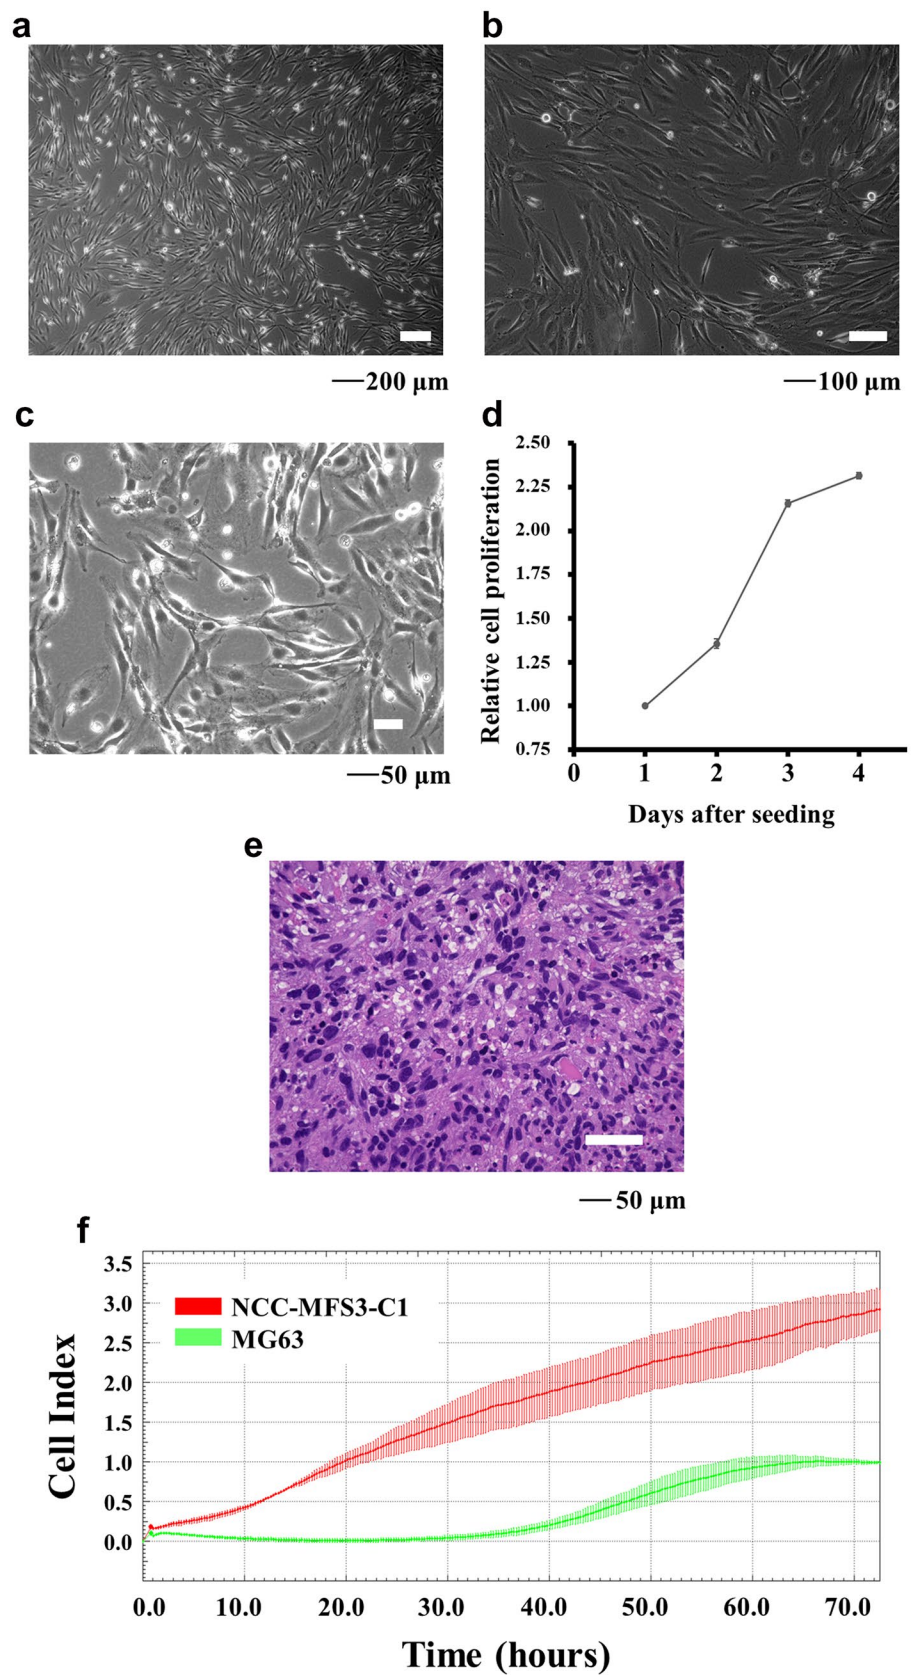 a
b
200 µm
100 µm
c
d
50 µm
Relative cell proliferation
2.50
2.25
2.00
1.75
1.50
1.25
1.00
0.75
0 1 2 3 4
Days after seeding
e
50 µm
f
Cell Index
3.5
3.0
2.5
2.0
1.5
1.0
0.5
0.0
NCC-MFS3-C1
MG63
0.0 10.0 20.0 30.0 40.0 50.0 60.0 70.0
Time (hours)